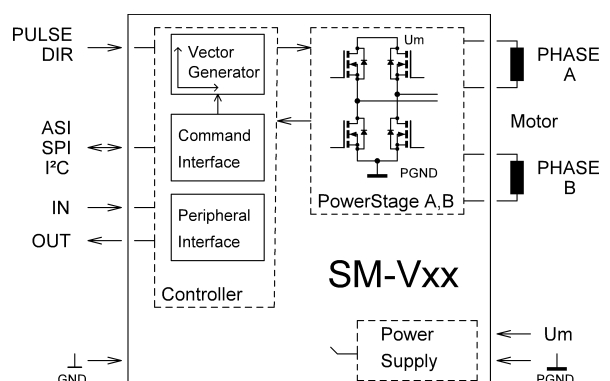 PULSE
DIR
Vector
Generator
Um
PHASE
A
ASI
SPI
I²C
Command
Interface
Motor
PGND
PHASE
B
IN
OUT
Peripheral
Interface
PowerStage A,B
SM-Vxx
Controller
Power
Supply
Um
GND
PGND